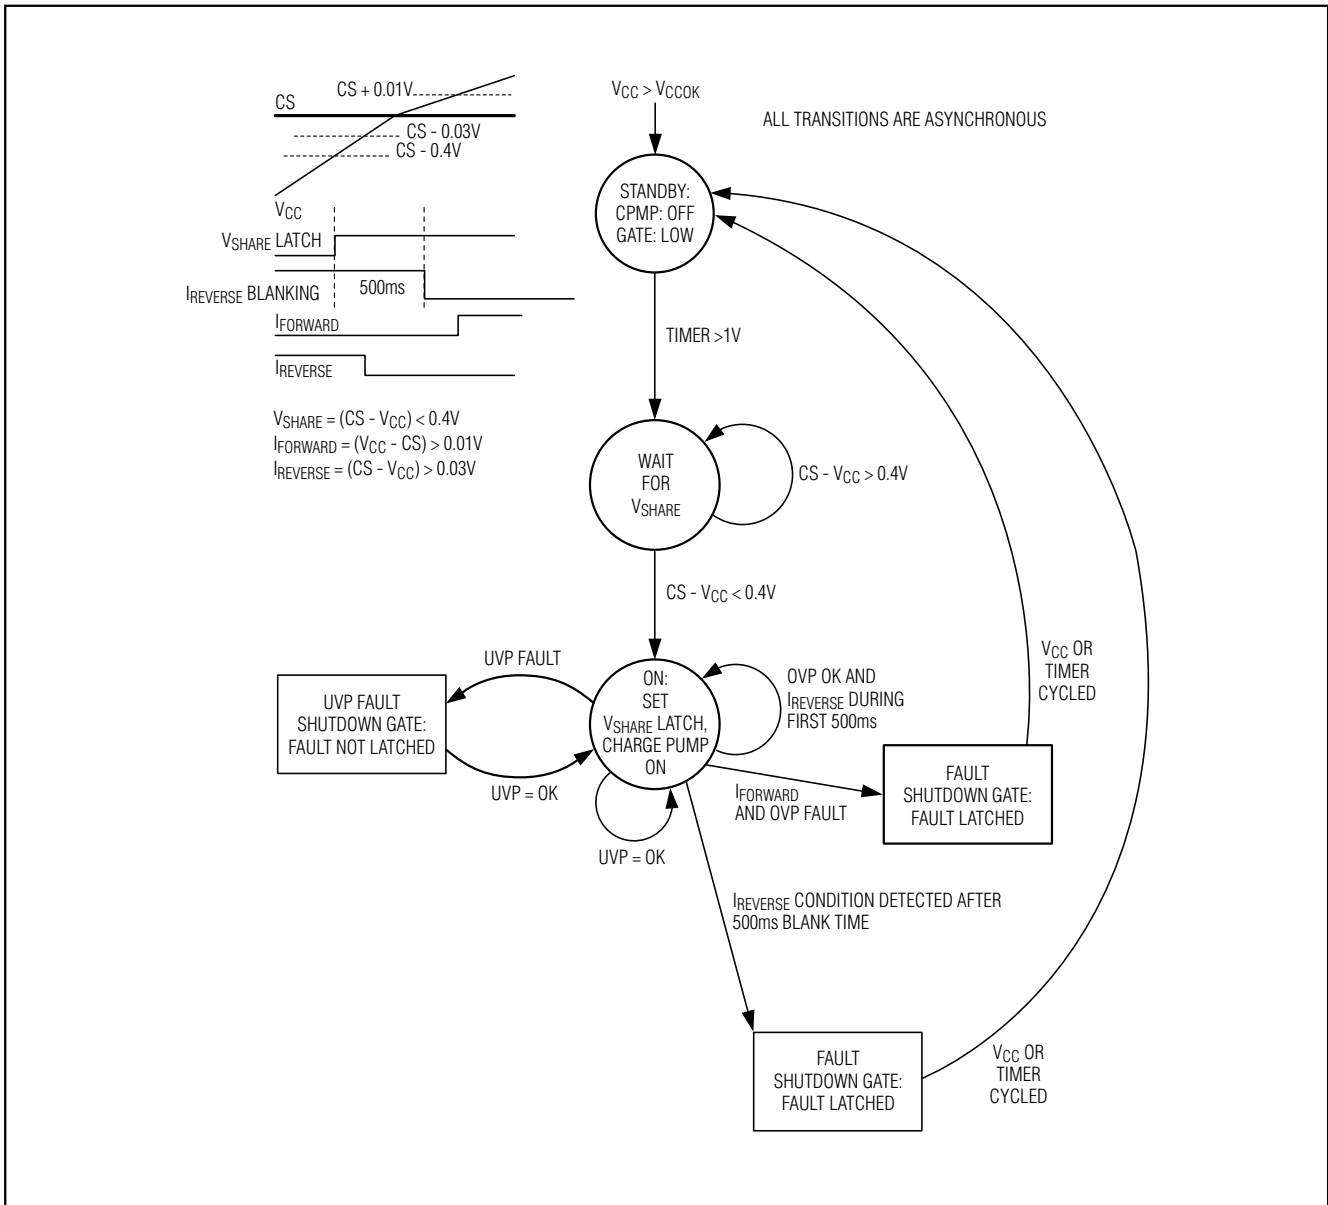 CS + 0.01V
CS
CS - 0.03V
CS - 0.4V
VCC
VSHARE LATCH
IREVERSE BLANKING
500ms
IFORWARD
IREVERSE
VSHARE = (CS - VCC) < 0.4V
IFORWARD = (VCC - CS) > 0.01V
IREVERSE = (CS - VCC) > 0.03V
VCC > VCCOK
ALL TRANSITIONS ARE ASYNCHRONOUS
STANDBY:
CPMP: OFF
GATE: LOW
TIMER >1V
WAIT
FOR
VSHARE
CS - VCC > 0.4V
CS - VCC < 0.4V
UVP FAULT
UVP FAULT
SHUTDOWN GATE:
FAULT NOT LATCHED
UVP = OK
ON:
SET
VSHARE LATCH,
CHARGE PUMP
ON
UVP = OK
OVP OK AND
IREVERSE DURING
FIRST 500ms
IFORWARD
AND OVP FAULT
FAULT
SHUTDOWN GATE:
FAULT LATCHED
VCC OR
TIMER
CYCLED
IREVERSE CONDITION DETECTED AFTER
500ms BLANK TIME
FAULT
SHUTDOWN GATE:
FAULT LATCHED
VCC OR
TIMER
CYCLED